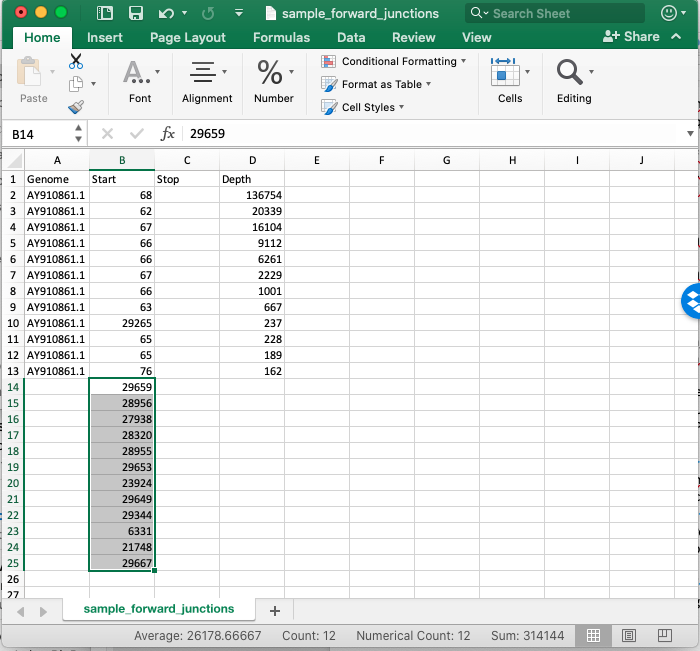 sample_forward_junctions
Search Sheet
Home Insert Page Layout Formulas Data Review View Share
Paste
Font
Alignment
%
Number
Conditional Formatting
Format as Table
Cell Styles
Cells
Editing
B14 fx 29659
A B C D E F G H I J
1 Genome Start Stop Depth
2 AY910861.1 68 136754
3 AY910861.1 62 20339
4 AY910861.1 67 16104
5 AY910861.1 66 9112
6 AY910861.1 66 6261
7 AY910861.1 67 2229
8 AY910861.1 66 1001
9 AY910861.1 63 667
10 AY910861.1 29265 237
11 AY910861.1 65 228
12 AY910861.1 65 189
13 AY910861.1 76 162
14 29659
15 28956
16 27938
17 28320
18 28955
19 29653
20 23924
21 29649
22 29344
23 6331
24 21748
25 29667
26
27
sample_forward_junctions +
Average: 26178.66667 Count: 12 Numerical Count: 12 Sum: 314144